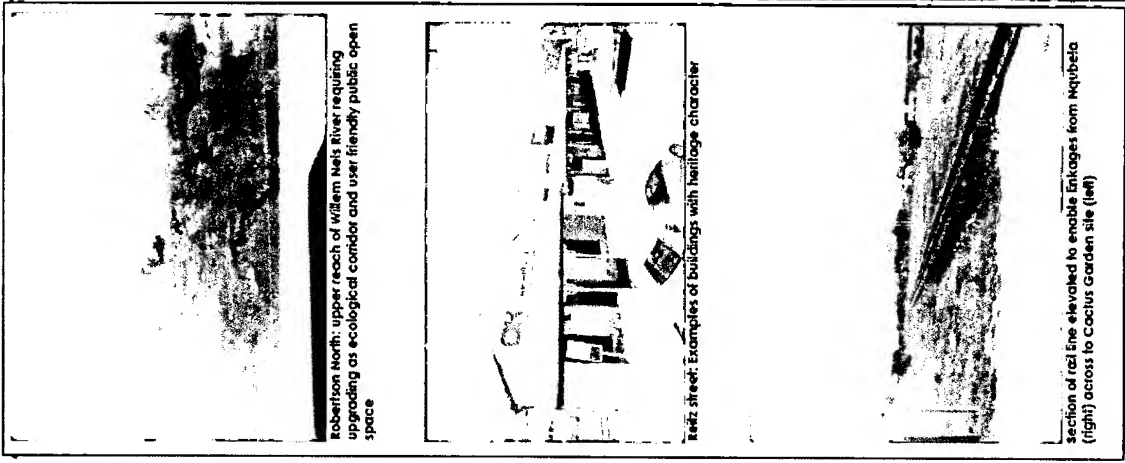 Robertson North: upper reach of Willem Nels River requiring
upgrading as ecological corridor and user friendly public open
space
Reitz street: Examples of buildings with heritage character
Section of rail line elevated to enable linkages from Nqubela
(right) across to Cactus Garden site (left)